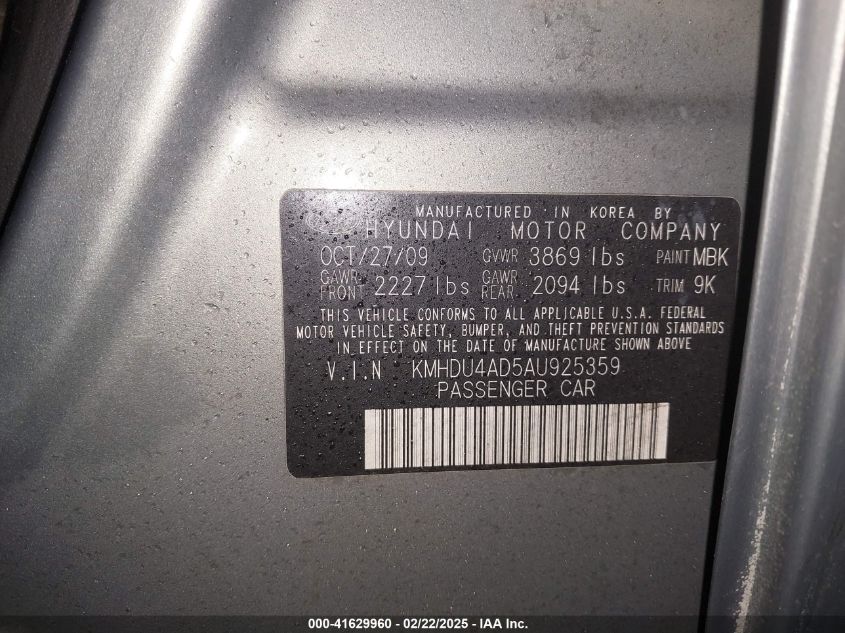 MANUFACTURED IN KOREA BY
HYUNDAI MOTOR COMPANY
OCT/27/09 GVWR 3869 lbs PAINT MBK
GAWR FRONT 2227 lbs GAWR REAR 2094 lbs TRIM 9K
THIS VEHICLE CONFORMS TO ALL APPLICABLE U.S.A. FEDERAL
MOTOR VEHICLE SAFETY, BUMPER, AND THEFT PREVENTION STANDARDS
IN EFFECT ON THE DATE OF MANUFACTURE SHOWN ABOVE
V.I.N KMHDU4AD5AU925359
PASSENGER CAR
000-41629960 - 02/22/2025 - IAA Inc.